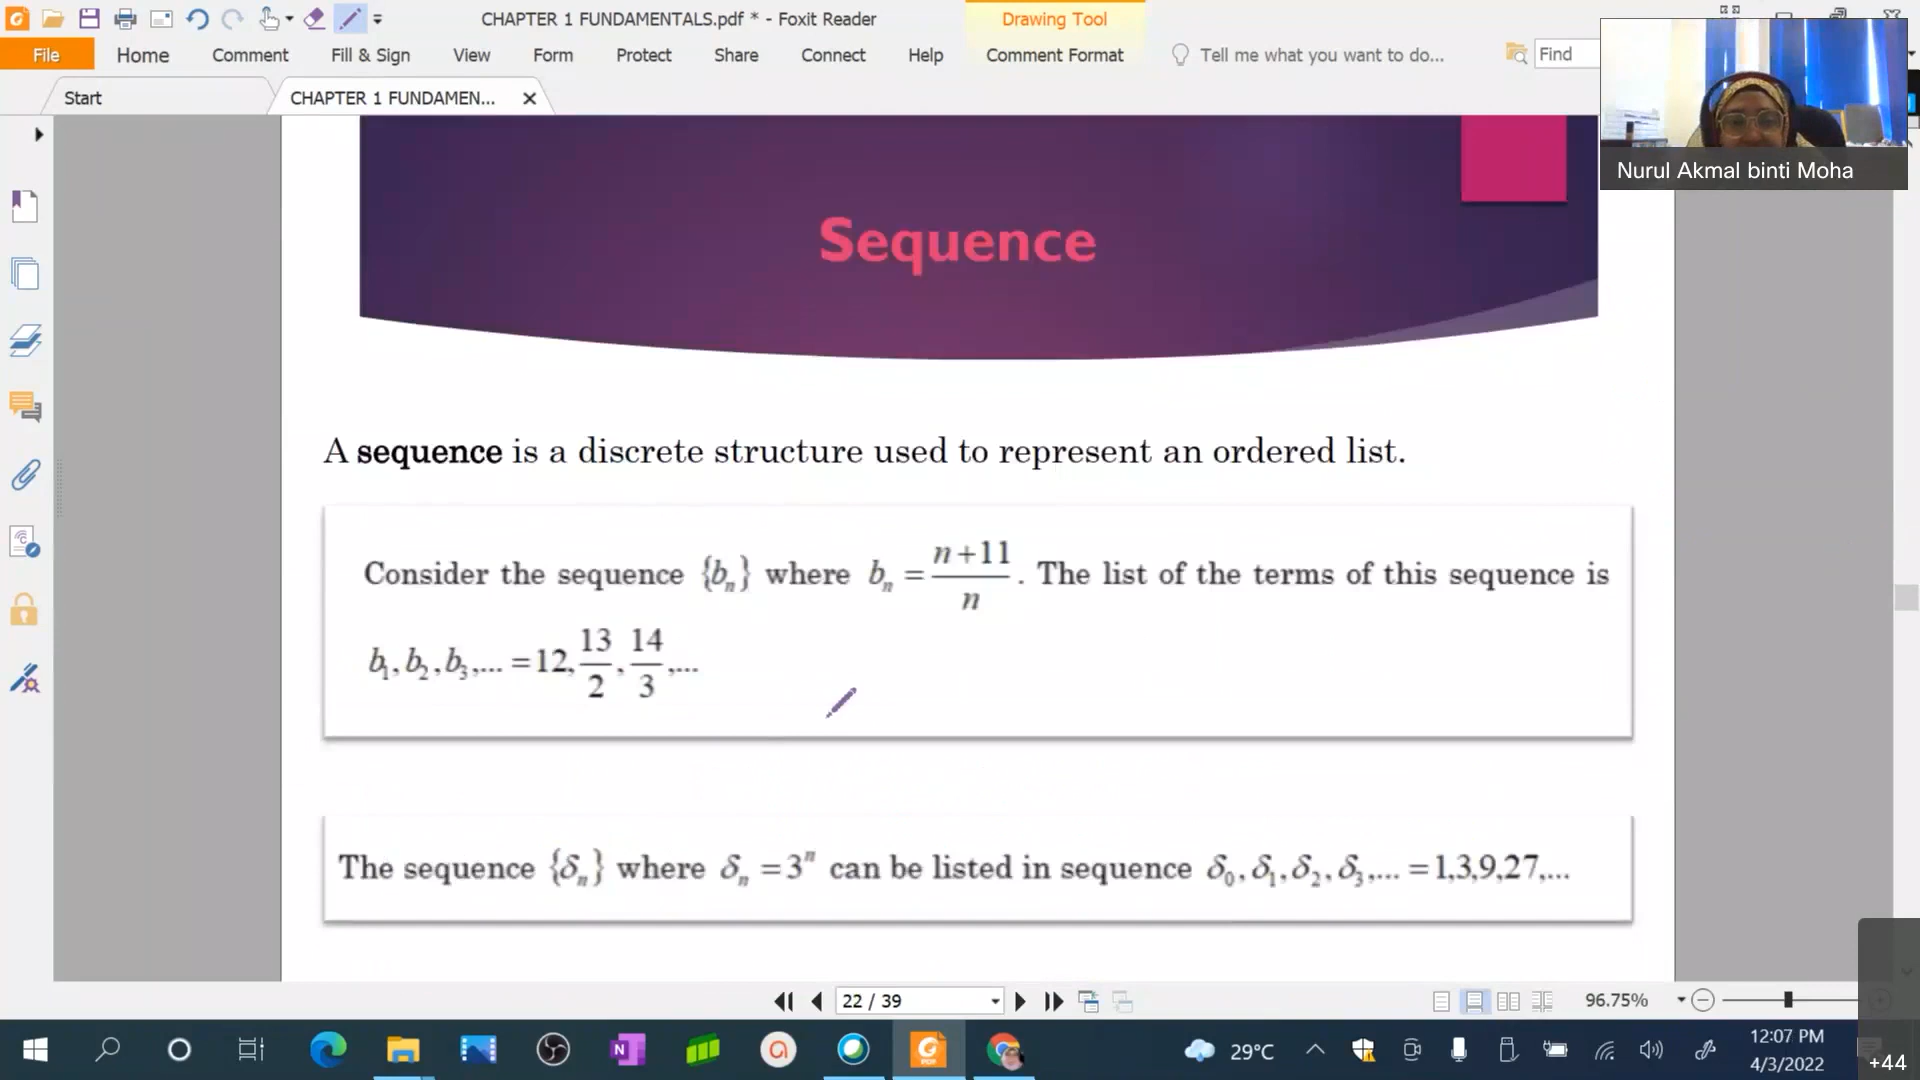 CHAPTER 1 FUNDAMENTALS.pdf * - Foxit Reader
Drawing Tool
File Home Comment Fill & Sign View Form Protect Share Connect Help Comment Format Tell me what you want to do... Find
Start CHAPTER 1 FUNDAMEN...
Nurul Akmal binti Moha
Sequence
A sequence is a discrete structure used to represent an ordered list.
Consider the sequence {bₙ} where bₙ = (n+11)/n. The list of the terms of this sequence is
b₁, b₂, b₃,... = 12, 13/2, 14/3,...
The sequence {δₙ} where δₙ = 3ⁿ can be listed in sequence δ₀, δ₁, δ₂, δ₃,... = 1,3,9,27,...
22 / 39
96.75%
29°C
12:07 PM
4/3/2022
+44